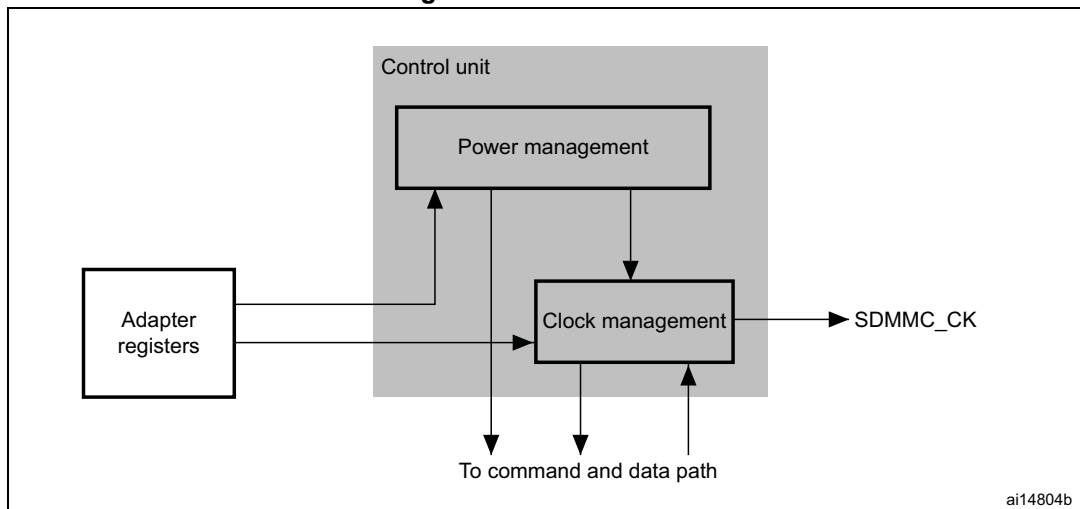 Control unit
Power management
Adapter
registers
Clock management
SDMMC_CK
To command and data path
ai14804b